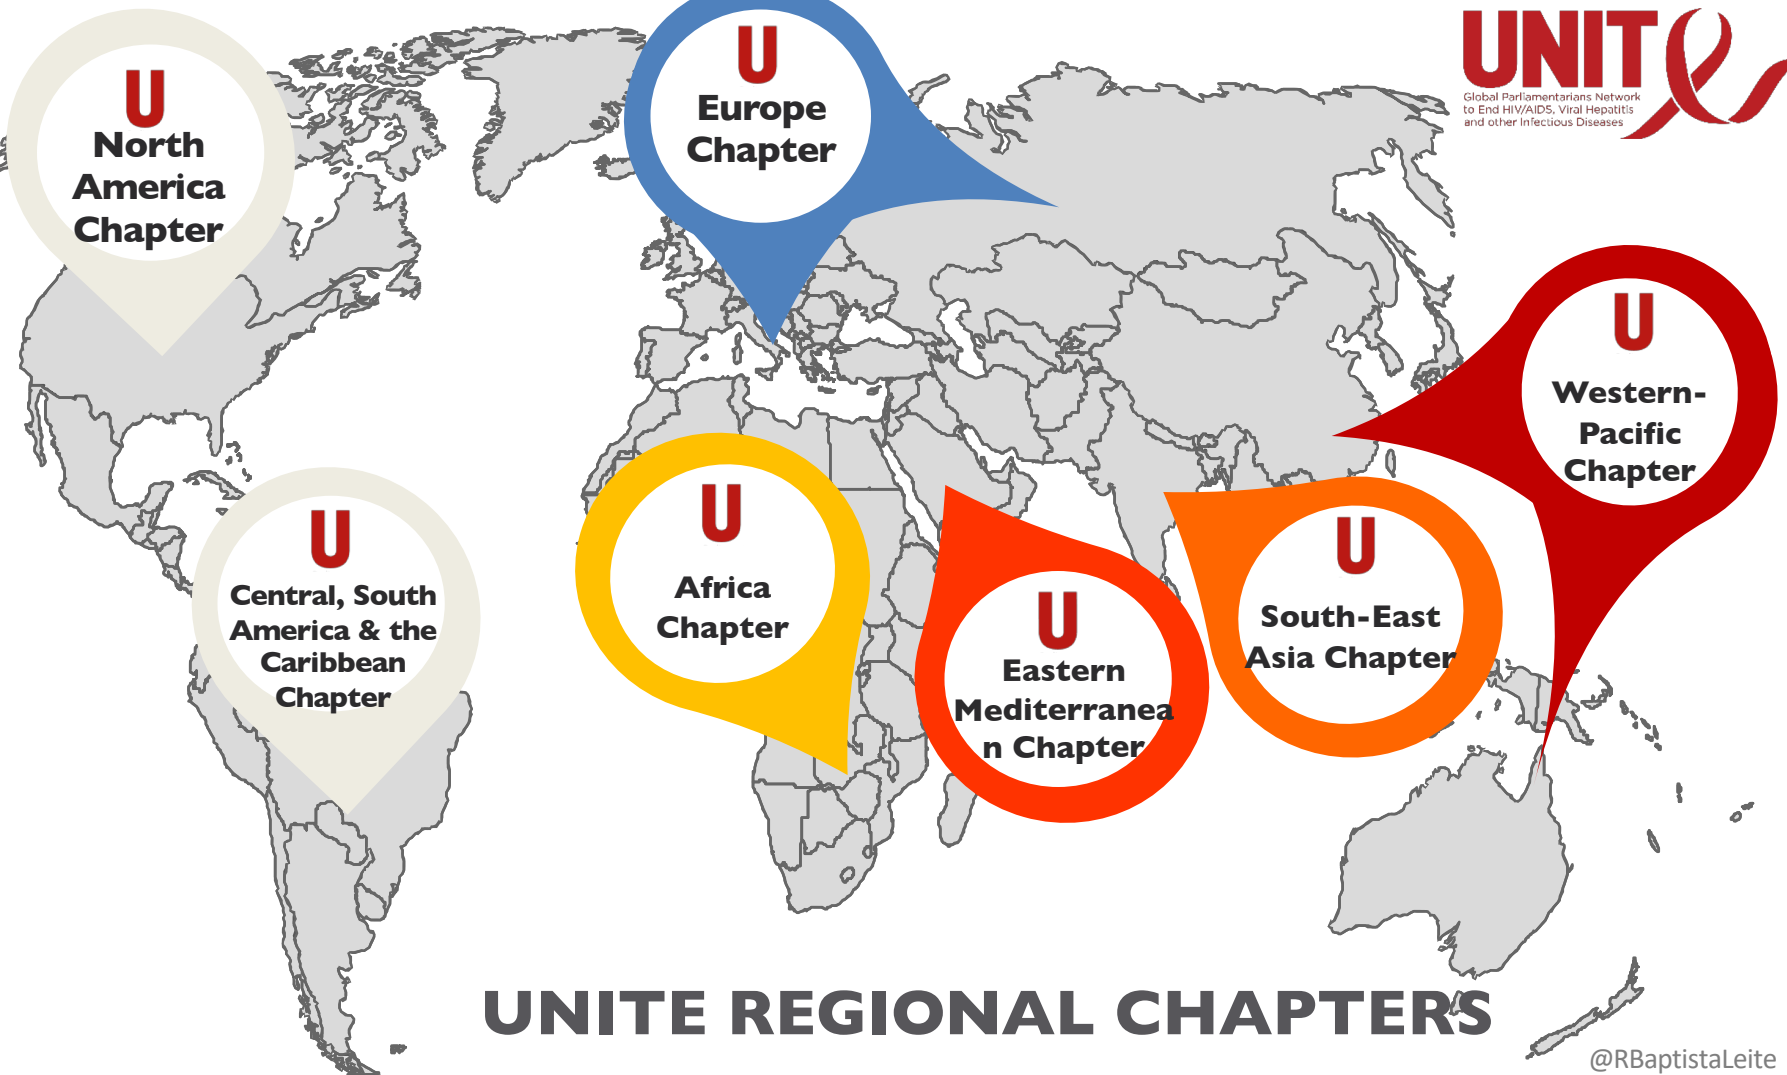 UNITE
Global Parliamentarians Network
to End HIV/AIDS, Viral Hepatitis
and other Infectious Diseases
U
North
America
Chapter
U
Europe
Chapter
U
Western-
Pacific
Chapter
U
Central, South
America & the
Caribbean
Chapter
U
Africa
Chapter
U
Eastern
Mediterranea
n Chapter
U
South-East
Asia Chapter
UNITE REGIONAL CHAPTERS
@RBaptistaLeite